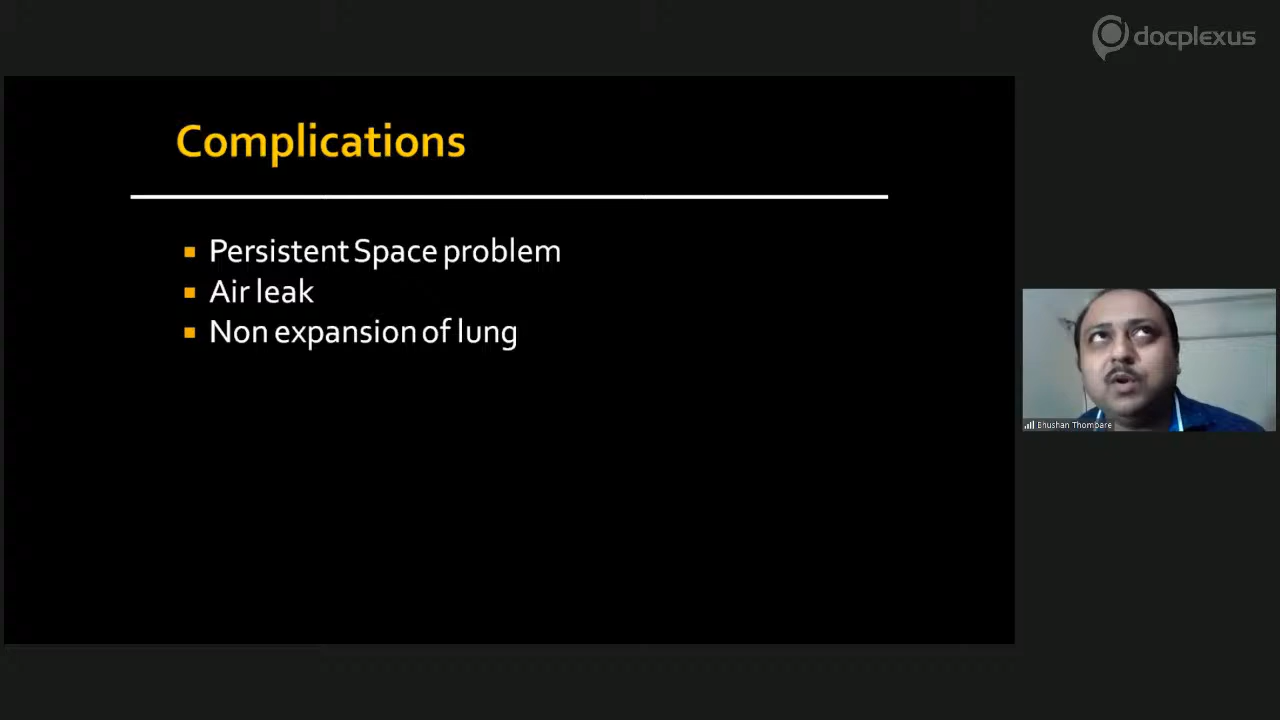 docplexus
Complications
Persistent Space problem
Air leak
Non expansion of lung
Bhushan Thombare